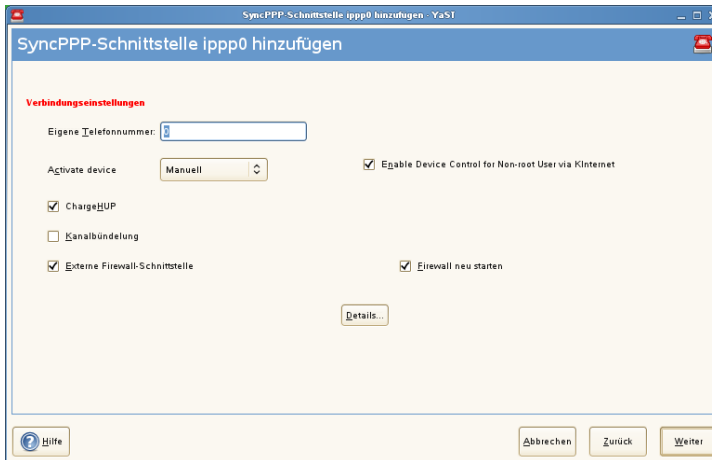 SyncPPP-Schnittstelle ippp0 hinzufügen - YaST
SyncPPP-Schnittstelle ippp0 hinzufügen
Verbindungseinstellungen
Eigene Telefonnummer: 0
Activate device Manuell Enable Device Control for Non-root User via KInternet
ChargeHUP
Kanalbündelung
Externe Firewall-Schnittstelle Firewall neu starten
Details...
Hilfe Abbrechen Zurück Weiter